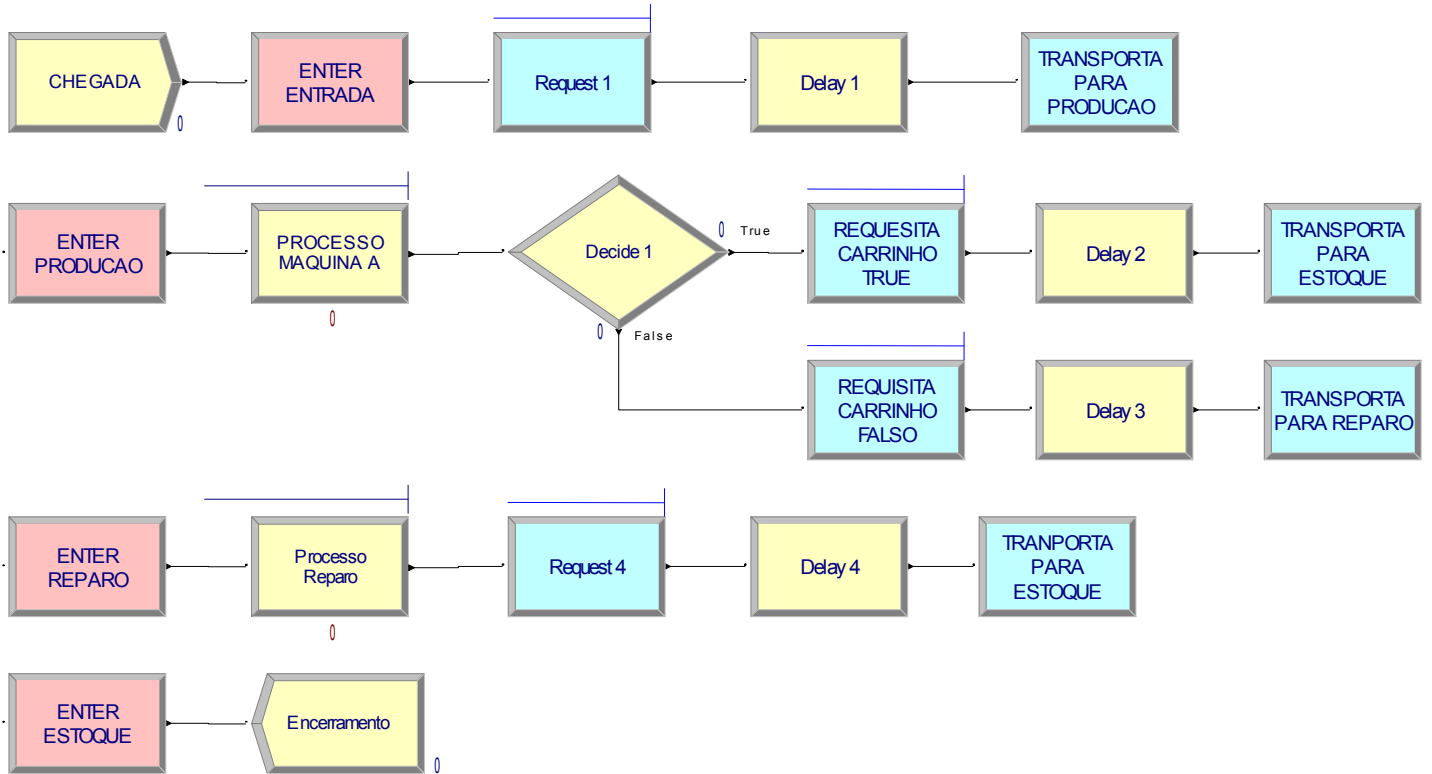 CHEGADA
0
ENTER
ENTRADA
Request 1
Delay 1
TRANSPORTA
PARA
PRODUCAO
ENTER
PRODUCAO
PROCESSO
MAQUINA A
0
Decide 1
0 True
0 False
REQUESITA
CARRINHO
TRUE
Delay 2
TRANSPORTA
PARA
ESTOQUE
REQUISITA
CARRINHO
FALSO
Delay 3
TRANSPORTA
PARA REPARO
ENTER
REPARO
Processo
Reparo
0
Request 4
Delay 4
TRANPORTA
PARA
ESTOQUE
ENTER
ESTOQUE
Encerramento
0